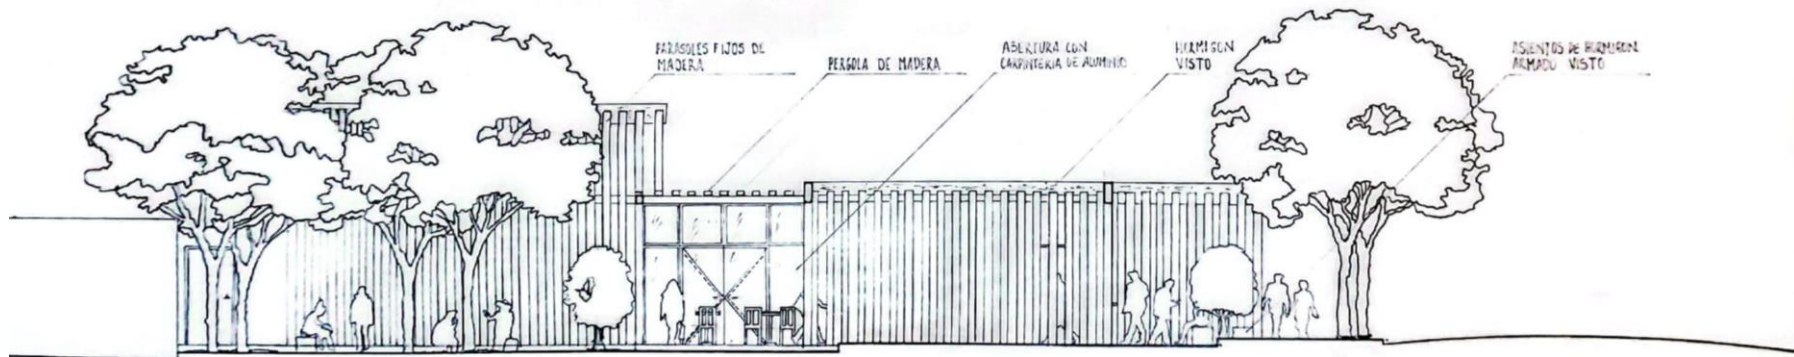 PARASOLES FIJOS DE
MADERA
PERGOLA DE MADERA
ABERTURA CON
CARPINTERIA DE ALUMINIO
HORMIGON
VISTO
ASIENTOS DE HORMIGON
ARMADO VISTO